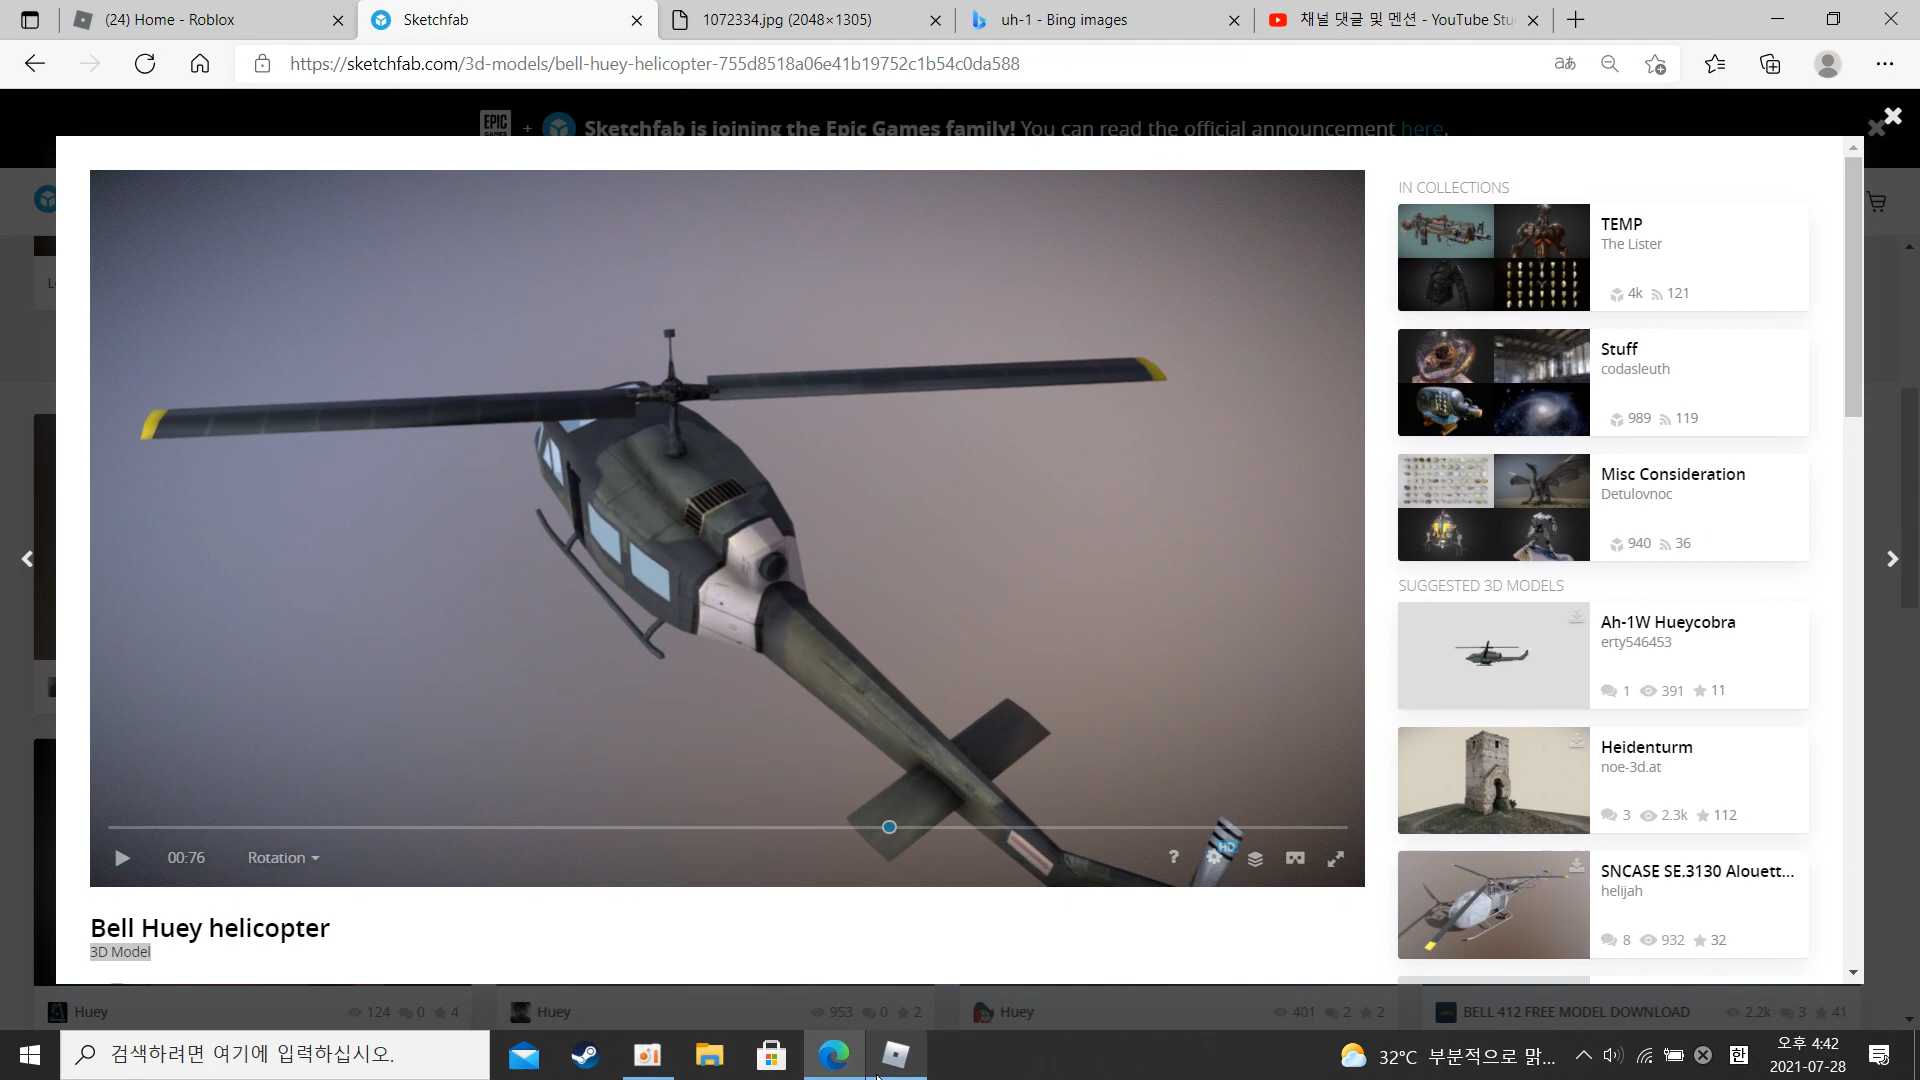 (24) Home - Roblox
Sketchfab
1072334.jpg (2048×1305)
uh-1 - Bing images
채널 댓글 및 멘션 - YouTube Stu
https://sketchfab.com/3d-models/bell-huey-helicopter-755d8518a06e41b19752c1b54c0da588
EPIC GAMES + Sketchfab is joining the Epic Games family! You can read the official announcement here.
IN COLLECTIONS
TEMP
The Lister
4k 121
Stuff
codasleuth
989 119
Misc Consideration
Detulovnoc
940 36
SUGGESTED 3D MODELS
Ah-1W Hueycobra
erty546453
1 391 11
Heidenturm
noe-3d.at
3 2.3k 112
SNCASE SE.3130 Alouett...
helijah
8 932 32
00:76
Rotation
? HD
Bell Huey helicopter
3D Model
Huey 124 0 4
Huey 953 0 2
Huey 401 2 2
BELL 412 FREE MODEL DOWNLOAD 2.2k 3 41
검색하려면 여기에 입력하십시오.
32°C 부분적으로 맑...
한
오후 4:42
2021-07-28